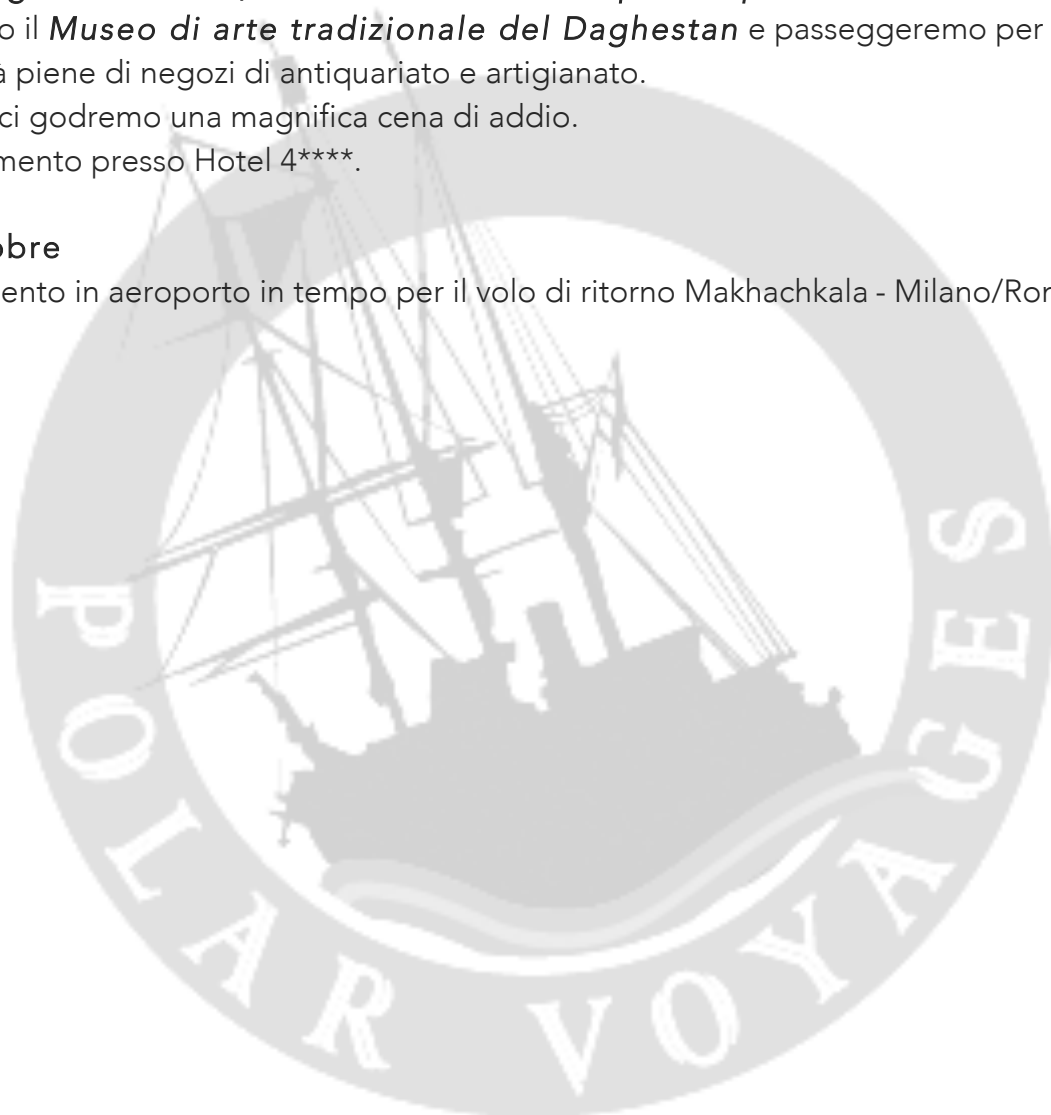 o il Museo di arte tradizionale del Daghestan e passeggeremo per
à piene di negozi di antiquariato e artigianato.
ci godremo una magnifica cena di addio.
mento presso Hotel 4****.
obre
ento in aeroporto in tempo per il volo di ritorno Makhachkala - Milano/Ror
POLAR VOYAGES